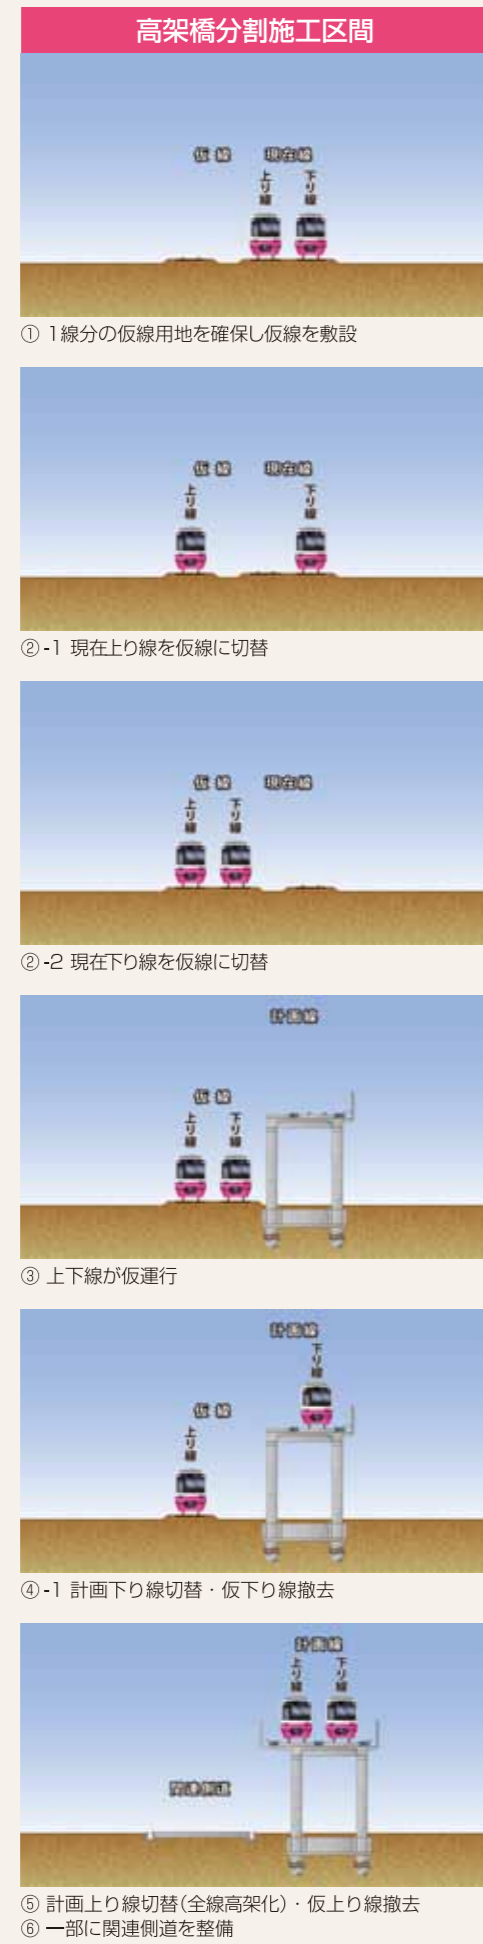 高架橋分割施工区間
仮 線 現在線
上り線 下り線
① 1線分の仮線用地を確保し仮線を敷設
仮 線 現在線
上り線 下り線
②-1 現在上り線を仮線に切替
仮 線 現在線
上り線 下り線
②-2 現在下り線を仮線に切替
計画線
仮 線
上り線 下り線
③ 上下線が仮運行
計画線
下り線
仮 線
上り線
④-1 計画下り線切替・仮下り線撤去
計画線
上り線 下り線
関連側道
⑤ 計画上り線切替(全線高架化)・仮上り線撤去
⑥ 一部に関連側道を整備